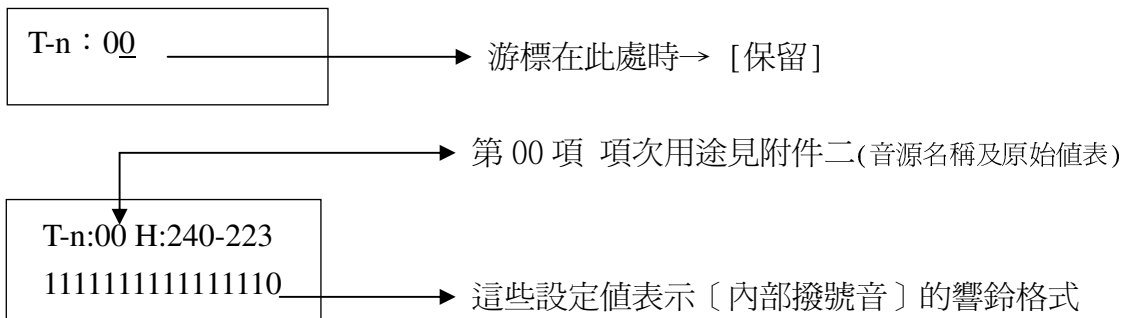 T-n：00
游標在此處時→ [保留]
第 00 項 項次用途見附件二(音源名稱及原始値表)
T-n:00 H:240-223
1111111111111110
這些設定値表示〔內部撥號音〕的響鈴格式